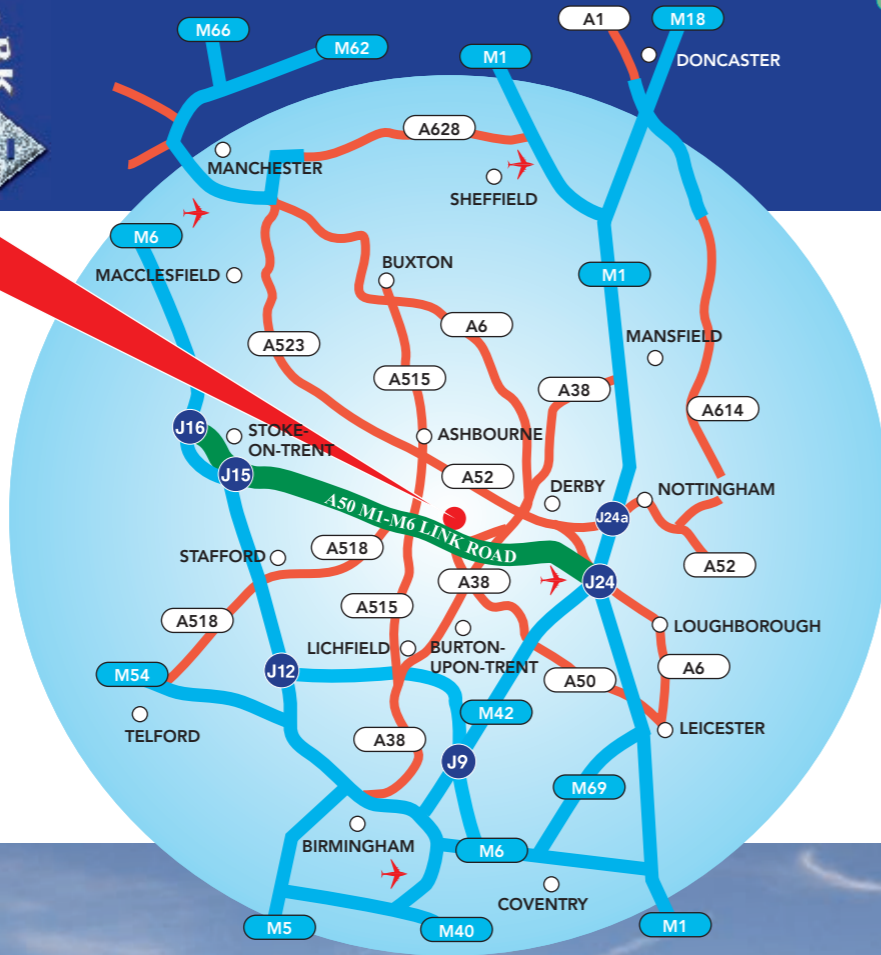 M66
M62
M1
A1
M18
DONCASTER
A628
MANCHESTER
SHEFFIELD
M6
MACCLESFIELD
BUXTON
M1
A6
A523
MANSFIELD
A515
A38
A614
J16
STOKE-
ON-TRENT
ASHBOURNE
J15
A52
DERBY
NOTTINGHAM
A50 M1-M6 LINK ROAD
J24a
A518
STAFFORD
A52
A38
J24
A515
A518
LOUGHBOROUGH
LICHFIELD
BURTON-
UPON-TRENT
J12
M54
A50
A6
M42
TELFORD
LEICESTER
A38
J9
M69
BIRMINGHAM
M6
COVENTRY
M5
M40
M1